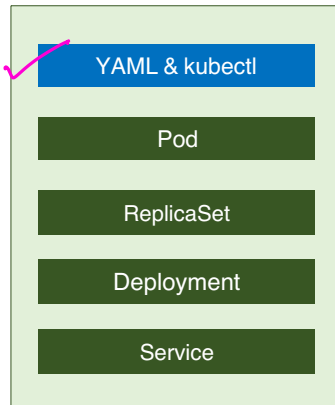 YAML & kubectl
Pod
ReplicaSet
Deployment
Service